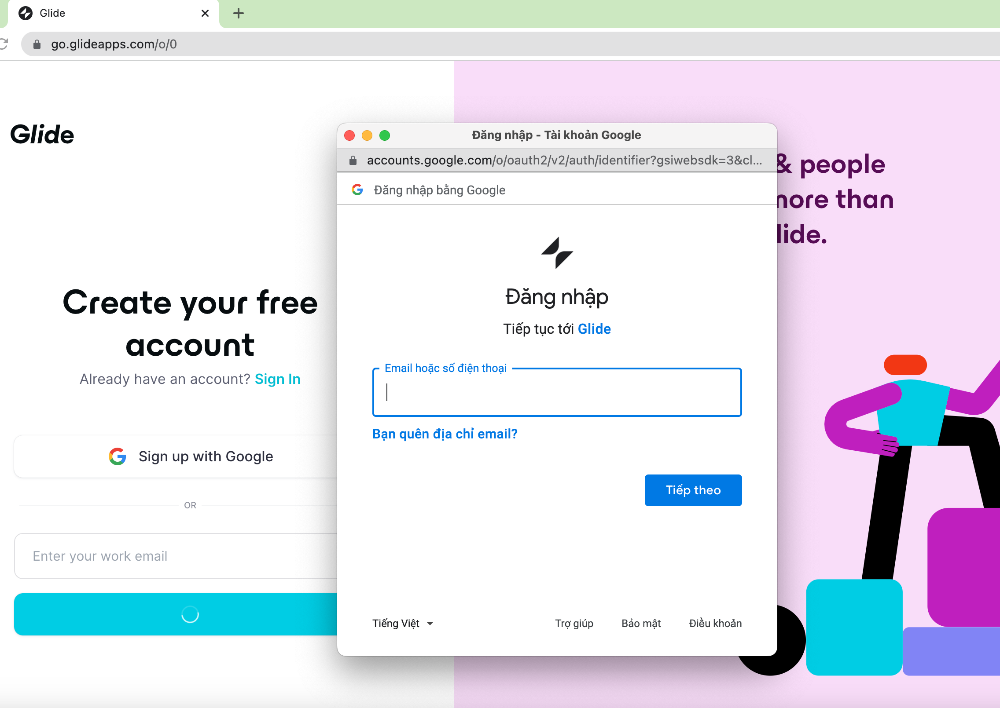 Glide
go.glideapps.com/o/0
Glide
Create your free
account
Already have an account? Sign In
Sign up with Google
OR
Enter your work email
Đăng nhập - Tài khoản Google
accounts.google.com/o/oauth2/v2/auth/identifier?gsiwebsdk=3&cl...
Đăng nhập bằng Google
Đăng nhập
Tiếp tục tới Glide
Email hoặc số điện thoại
Bạn quên địa chỉ email?
Tiếp theo
Tiếng Việt
Trợ giúp
Bảo mật
Điều khoản
& people
more than
lide.